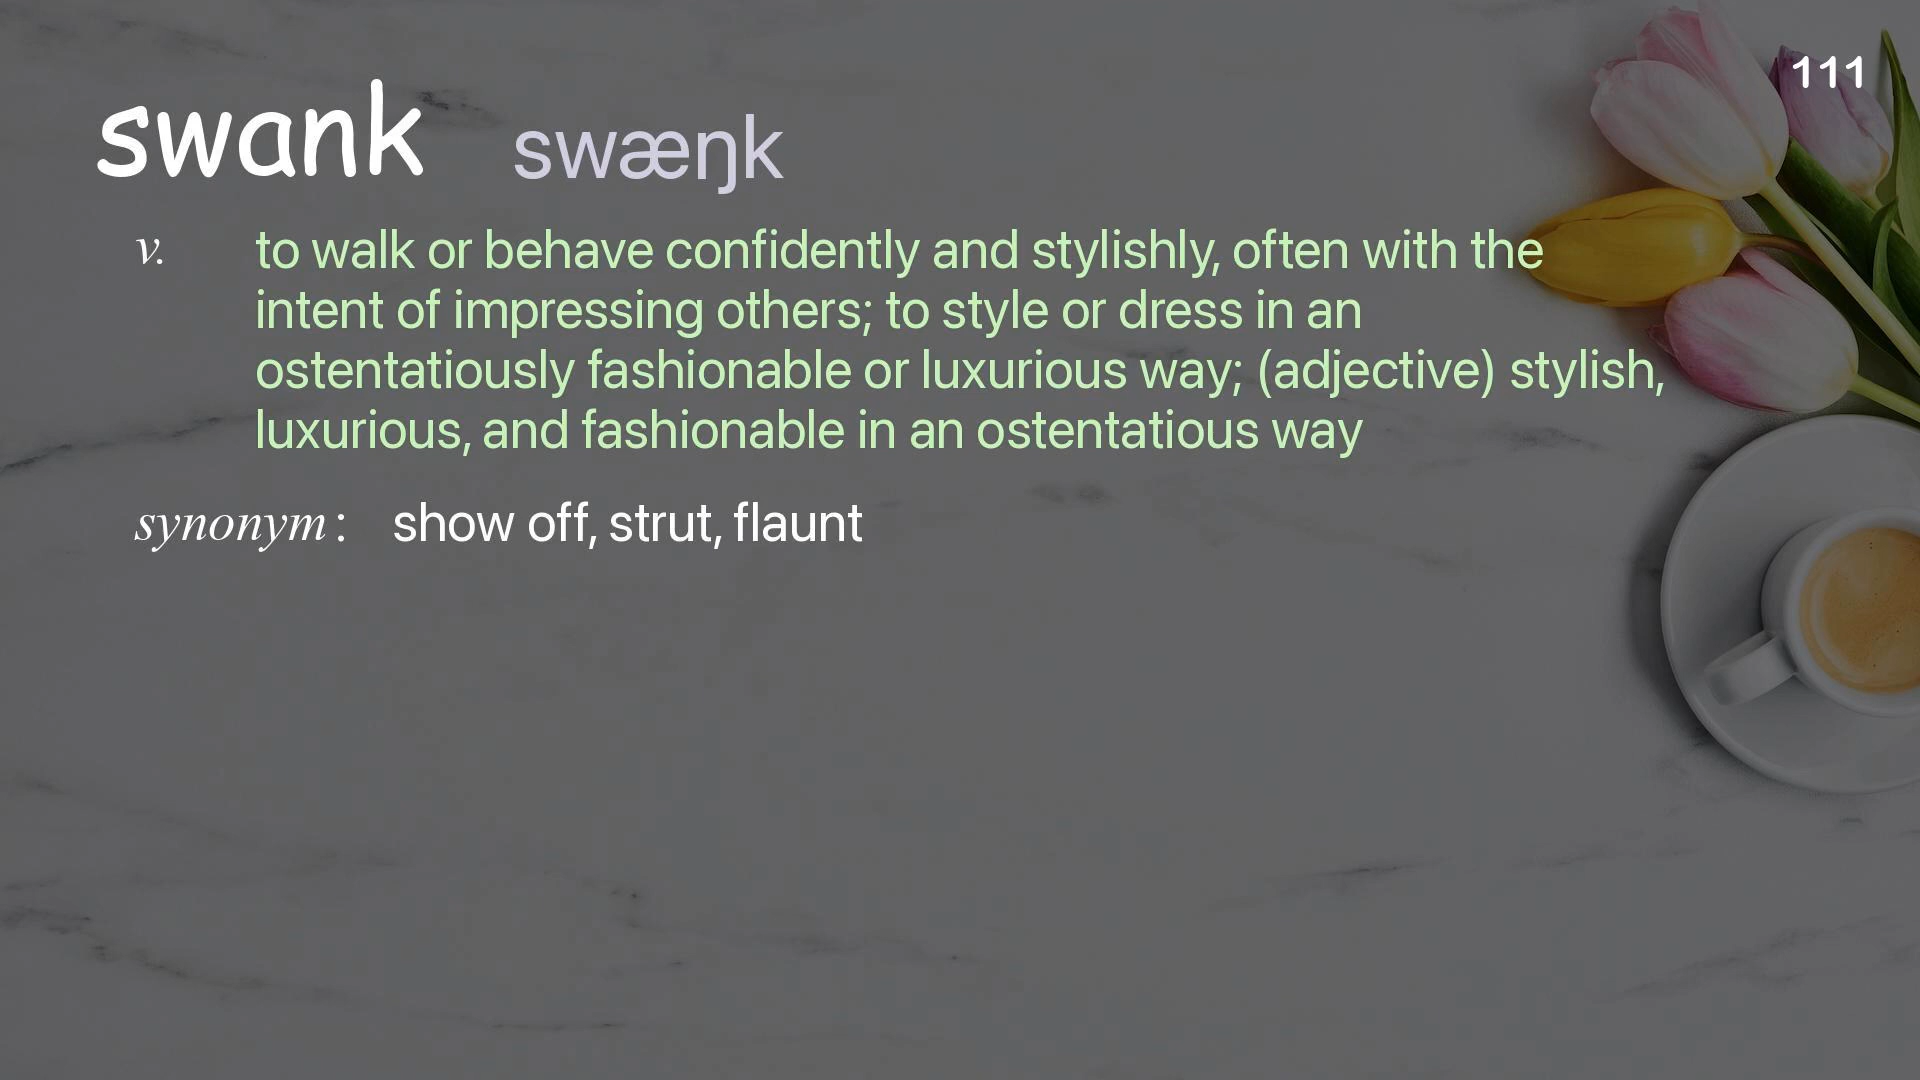 111
swank swæŋk
v. to walk or behave confidently and stylishly, often with the
intent of impressing others; to style or dress in an
ostentatiously fashionable or luxurious way; (adjective) stylish,
luxurious, and fashionable in an ostentatious way
synonym : show off, strut, flaunt